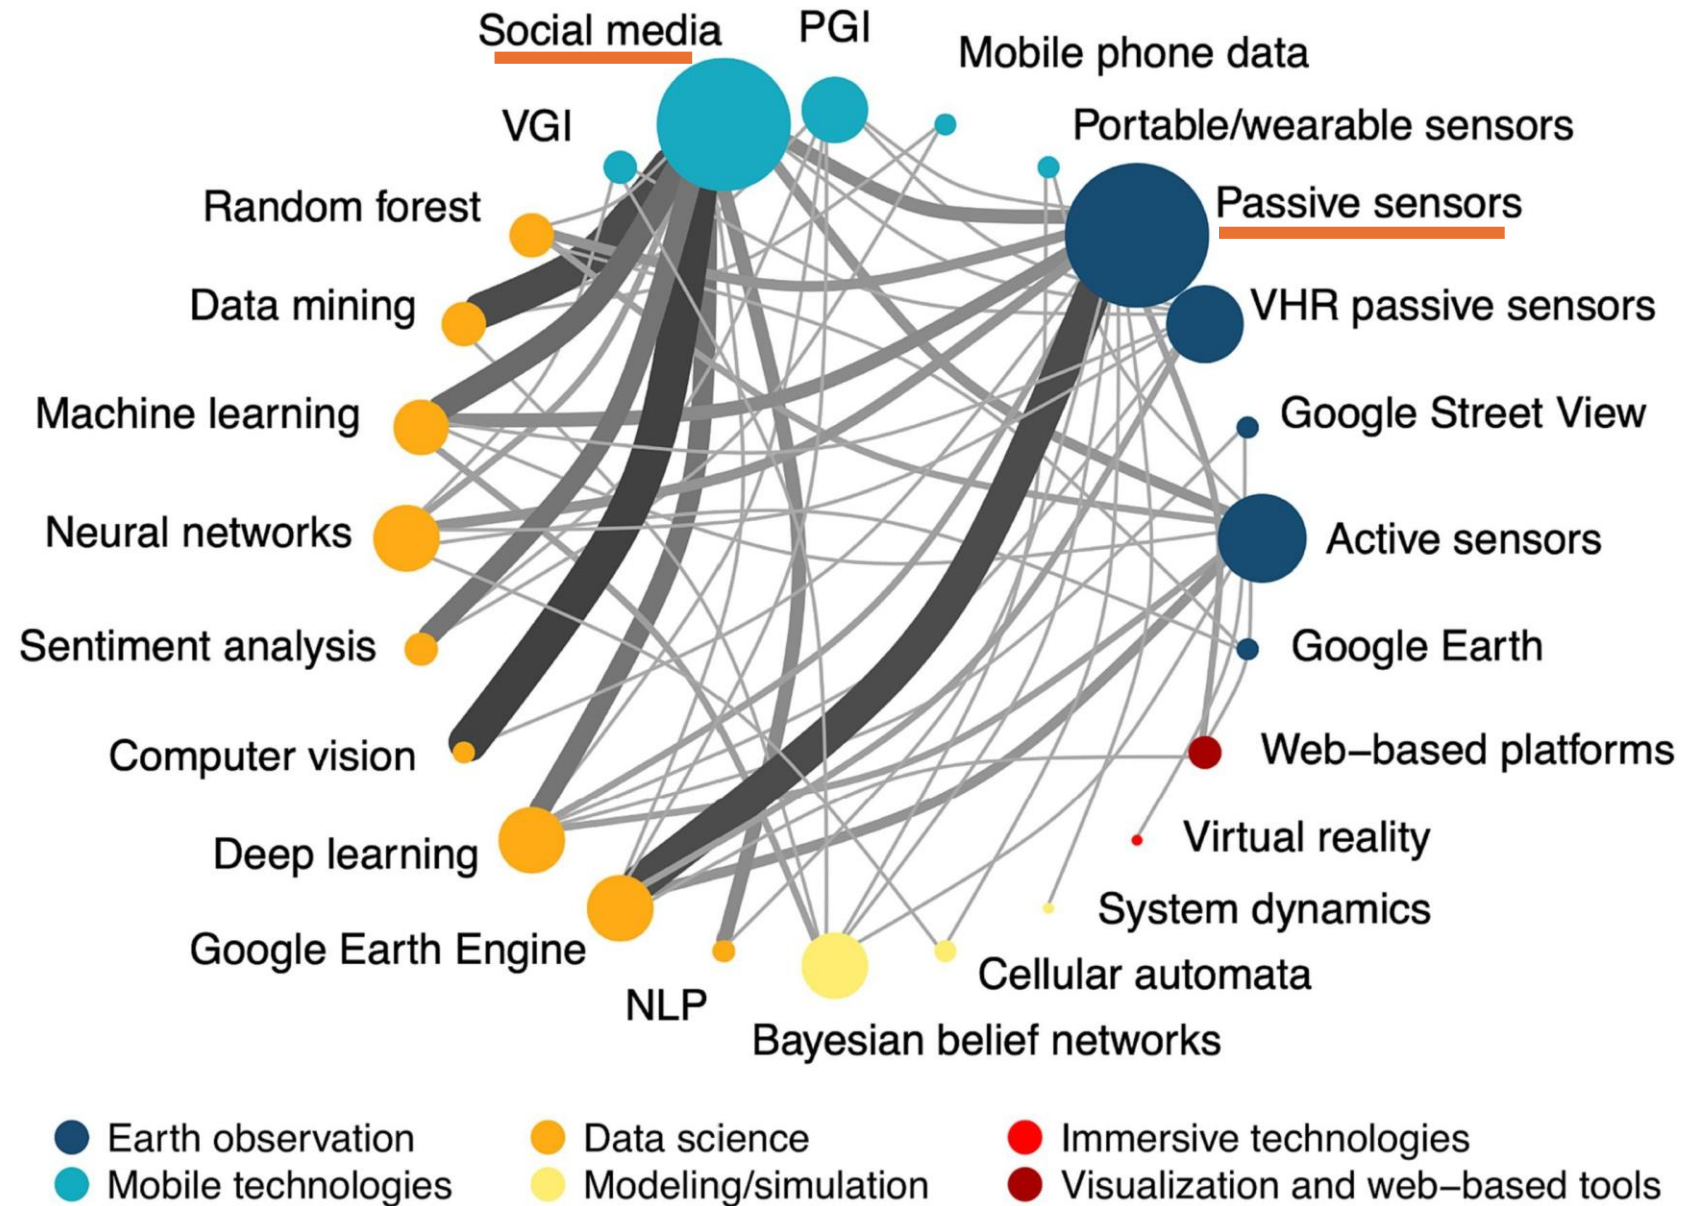 Social media
PGI
Mobile phone data
VGI
Portable/wearable sensors
Random forest
Passive sensors
Data mining
VHR passive sensors
Machine learning
Google Street View
Neural networks
Active sensors
Sentiment analysis
Google Earth
Computer vision
Web–based platforms
Deep learning
Virtual reality
System dynamics
Google Earth Engine
Cellular automata
NLP
Bayesian belief networks
Earth observation
Data science
Immersive technologies
Mobile technologies
Modeling/simulation
Visualization and web–based tools